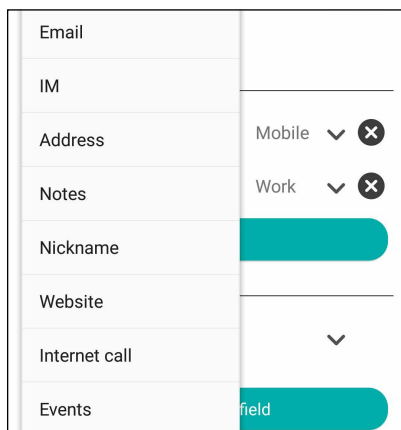 Email
IM
Address
Mobile
Notes
Work
Nickname
Website
Internet call
Events
field